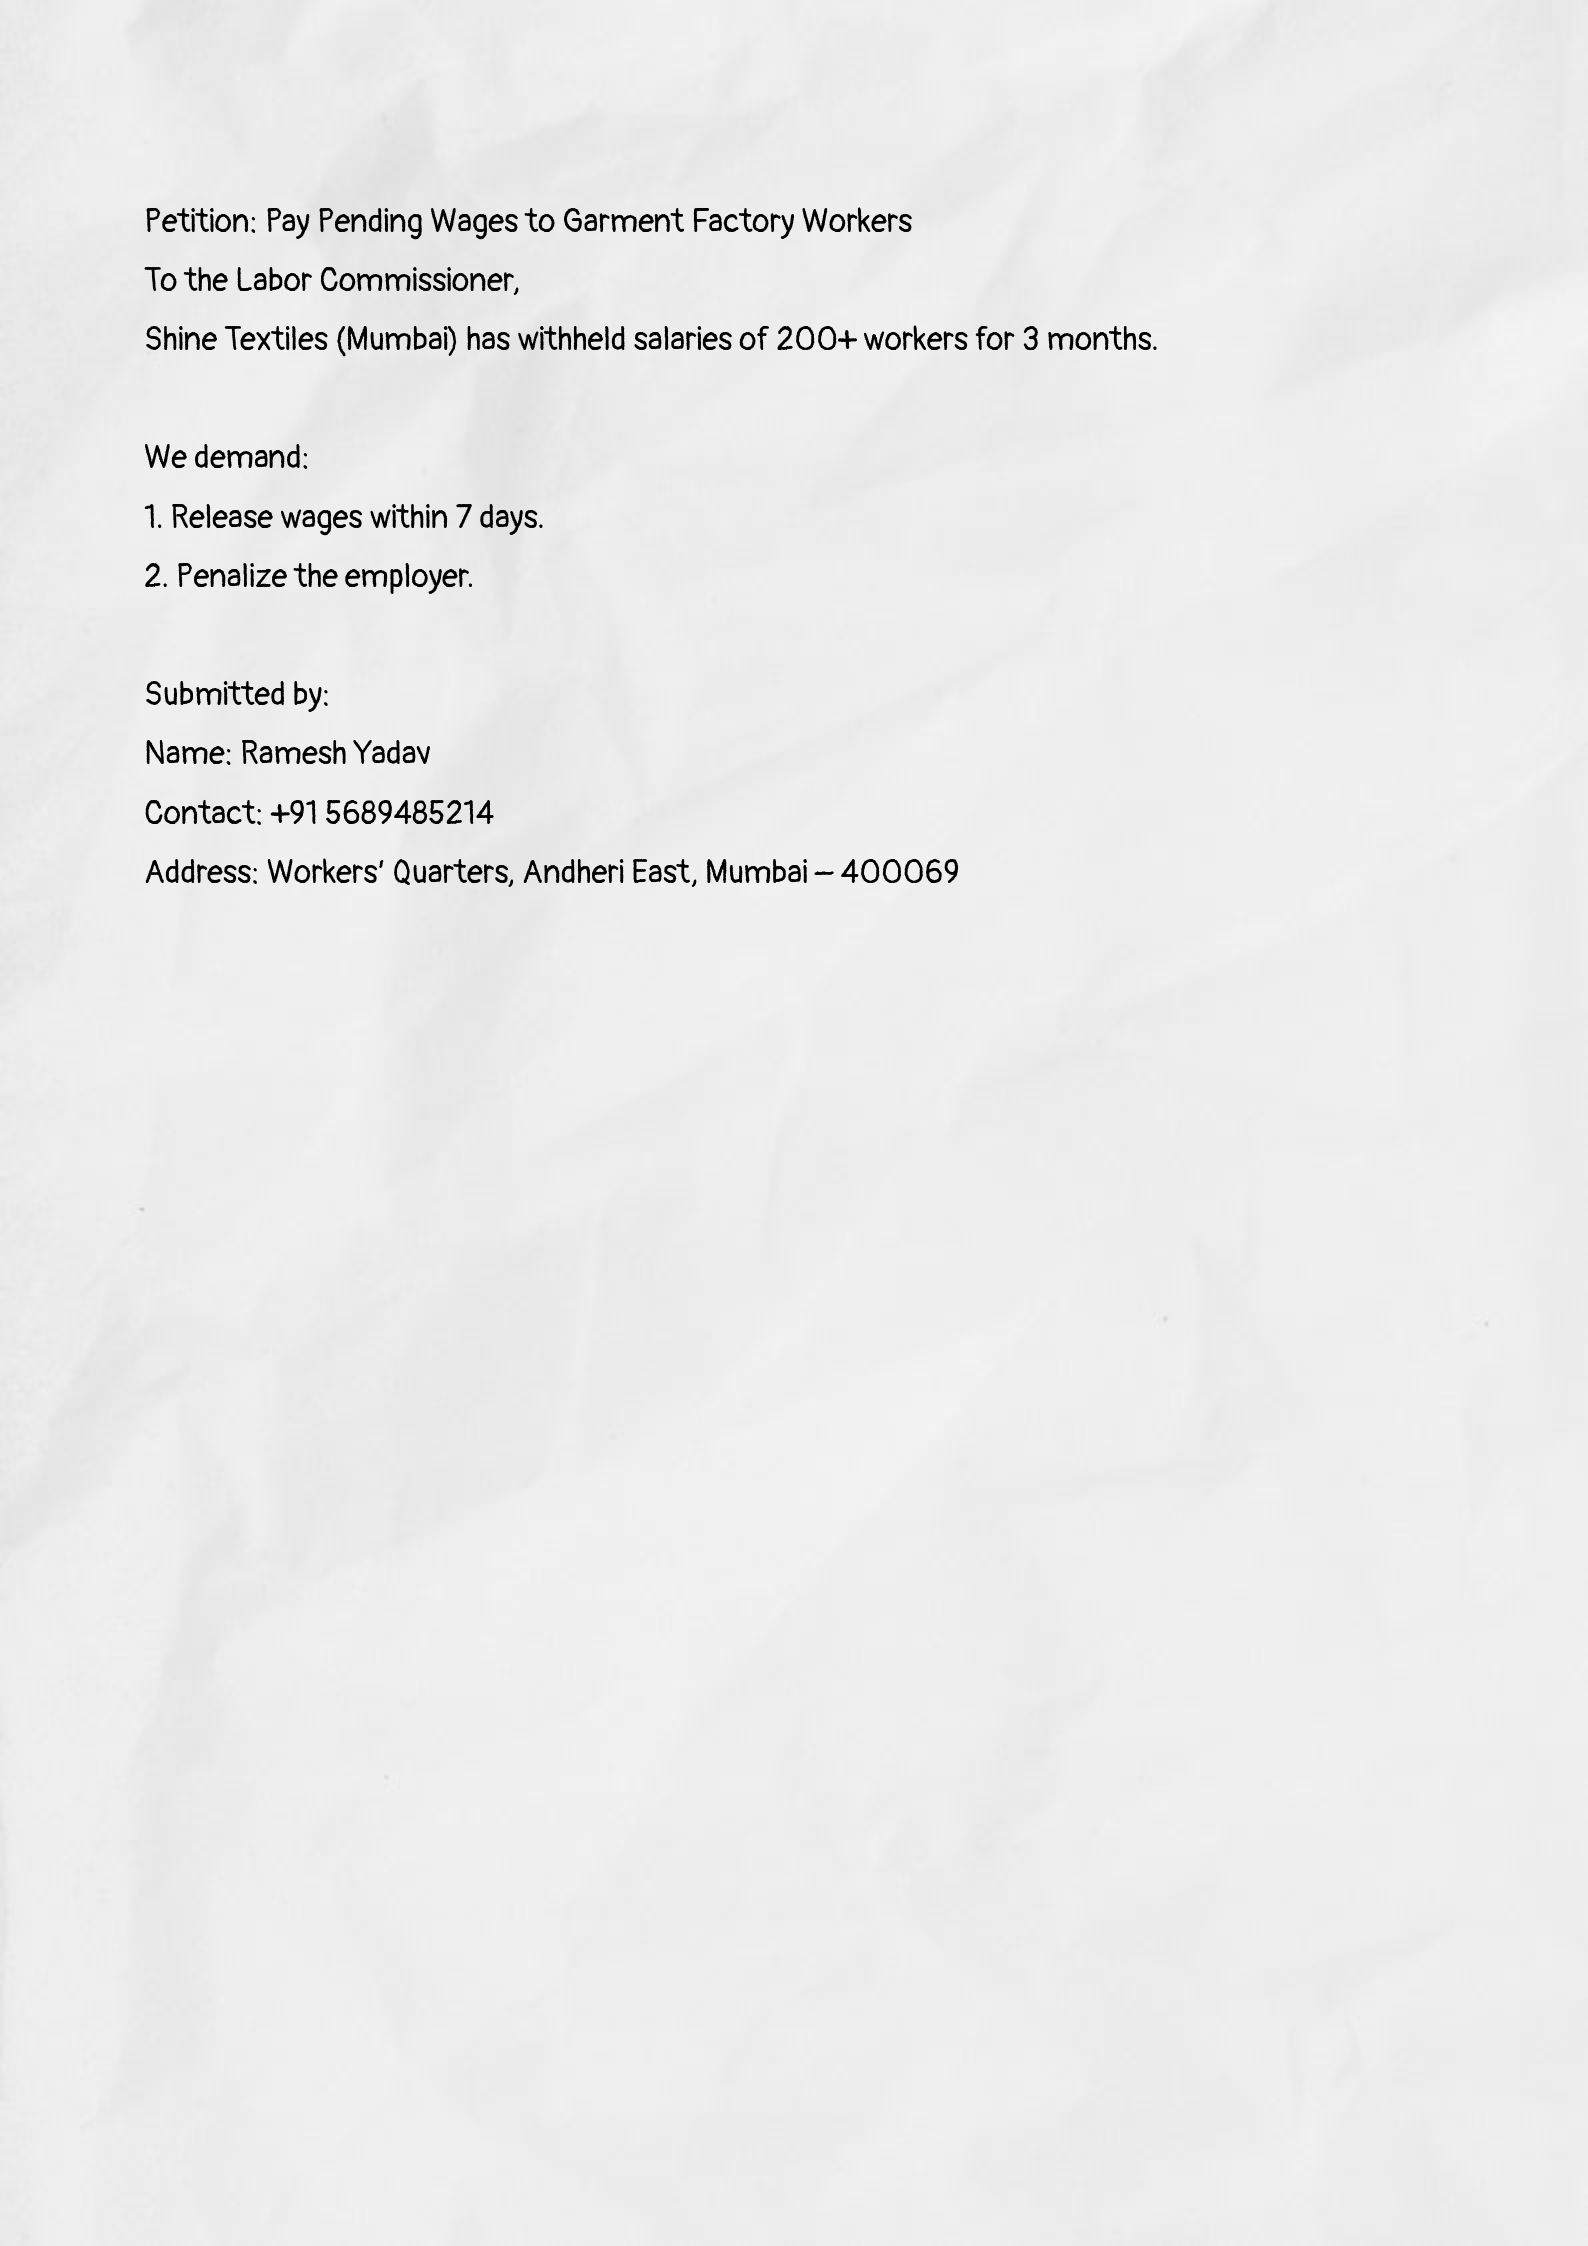 Petition: Pay Pending Wages to Garment Factory Workers
To the Labor Commissioner,
Shine Textiles (Mumbai) has withheld salaries of 200+ workers for 3 months.
We demand:
1. Release wages within 7 days.
2. Penalize the employer.
Submitted by:
Name: Ramesh Yadav
Contact: +91 5689485214
Address: Workers’ Quarters, Andheri East, Mumbai – 400069